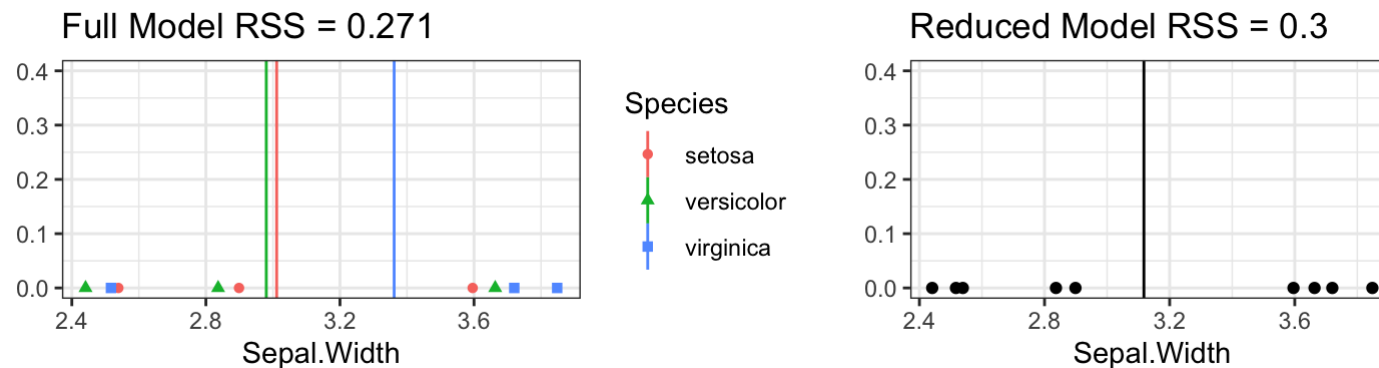 Full Model RSS = 0.271
0.4
0.3
0.2
0.1
0.0
2.4 2.8 3.2 3.6
Sepal.Width
Species
setosa
versicolor
virginica
Reduced Model RSS = 0.3
0.4
0.3
0.2
0.1
0.0
2.4 2.8 3.2 3.6
Sepal.Width